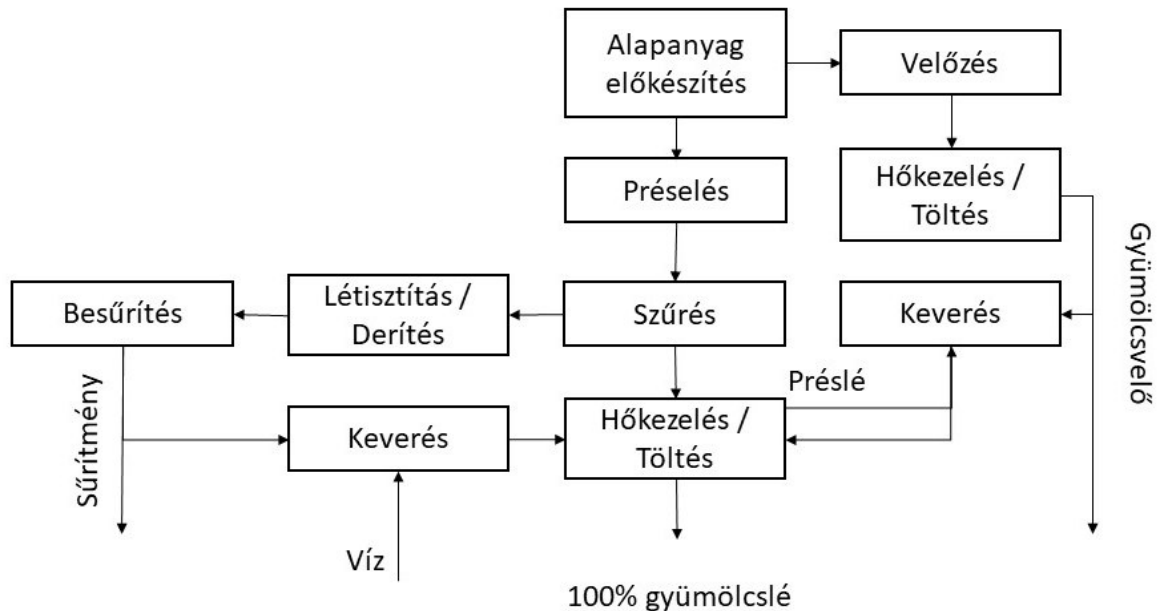 Alapanyag
előkészítés
Velőzés
Préselés
Hőkezelés /
Töltés
Gyümölcsvelő
Besűrítés
Létisztítás /
Derítés
Szűrés
Keverés
Préslé
Sűrítmény
Keverés
Hőkezelés /
Töltés
Víz
100% gyümölcslé